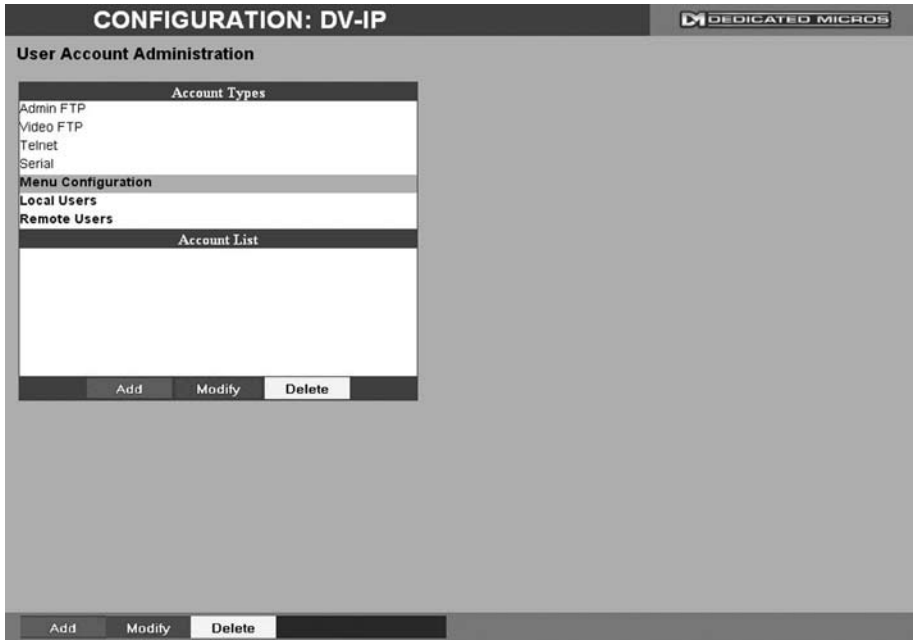 CONFIGURATION: DV-IP
DEDICATED MICROS
User Account Administration
Account Types
Admin FTP
Video FTP
Telnet
Serial
Menu Configuration
Local Users
Remote Users
Account List
Add Modify Delete
Add Modify Delete